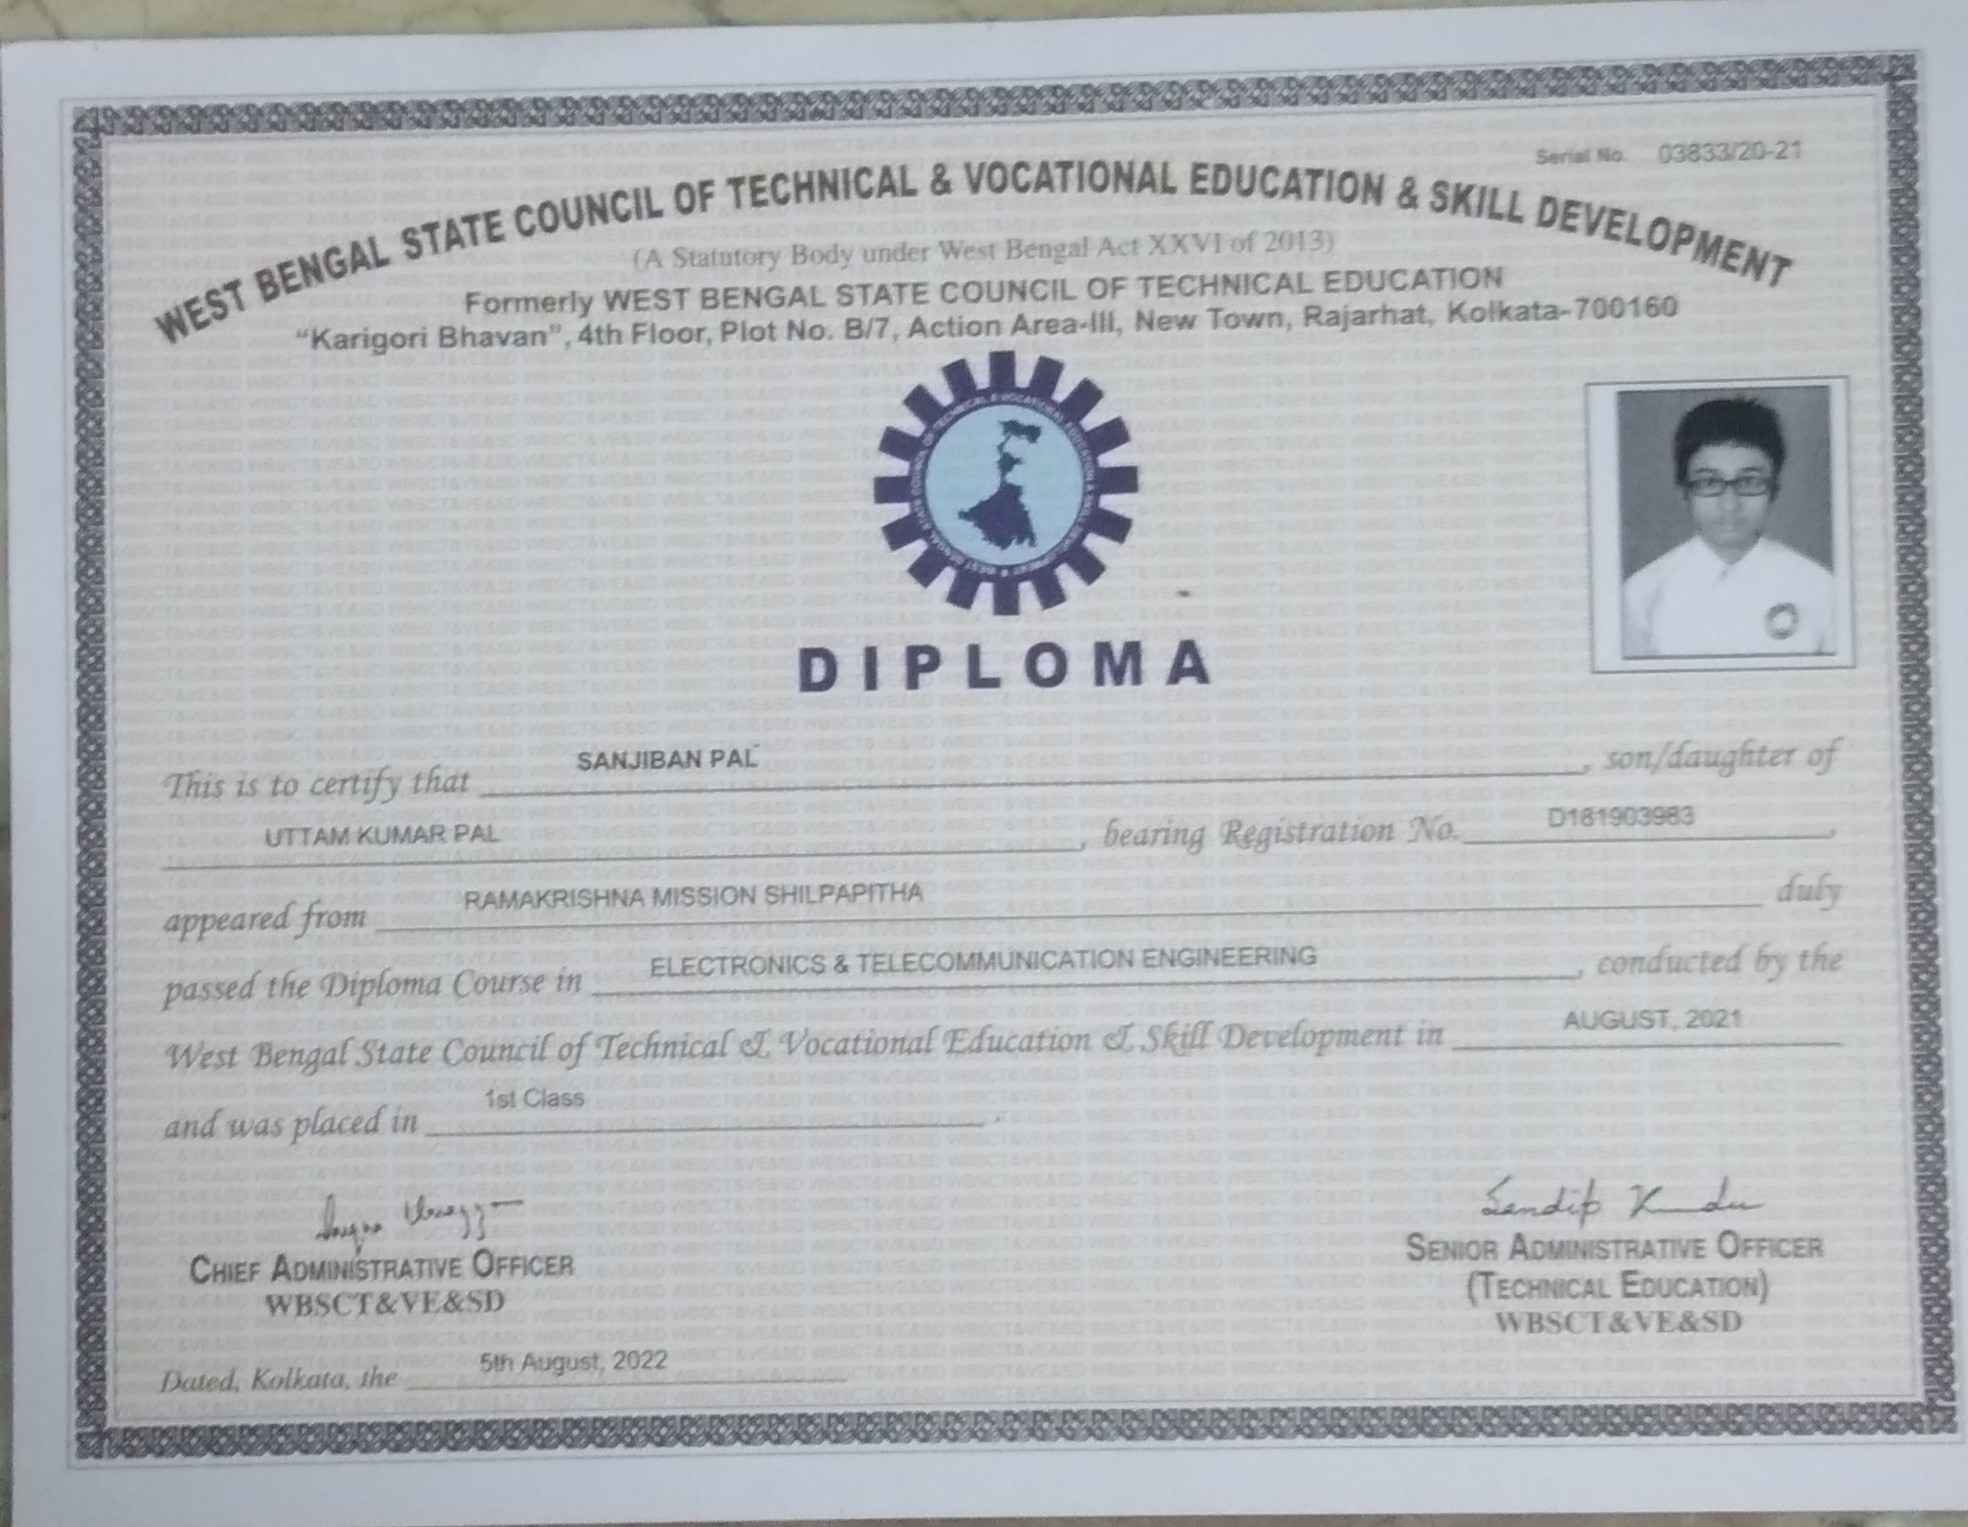 Serial No. 03833/20-21
WEST BENGAL STATE COUNCIL OF TECHNICAL & VOCATIONAL EDUCATION & SKILL DEVELOPMENT
(A Statutory Body under West Bengal Act XXVI of 2013)
Formerly WEST BENGAL STATE COUNCIL OF TECHNICAL EDUCATION
“Karigori Bhavan”, 4th Floor, Plot No. B/7, Action Area-III, New Town, Rajarhat, Kolkata-700160
DIPLOMA
This is to certify that SANJIBAN PAL, son/daughter of
UTTAM KUMAR PAL, bearing Registration No. D181903983,
appeared from RAMAKRISHNA MISSION SHILPAPITHA duly
passed the Diploma Course in ELECTRONICS & TELECOMMUNICATION ENGINEERING, conducted by the
West Bengal State Council of Technical & Vocational Education & Skill Development in AUGUST, 2021
and was placed in 1st Class.
Sandip Kundu
CHIEF ADMINISTRATIVE OFFICER
WBSCT&VE&SD
SENIOR ADMINISTRATIVE OFFICER
(TECHNICAL EDUCATION)
WBSCT&VE&SD
Dated, Kolkata, the 5th August, 2022